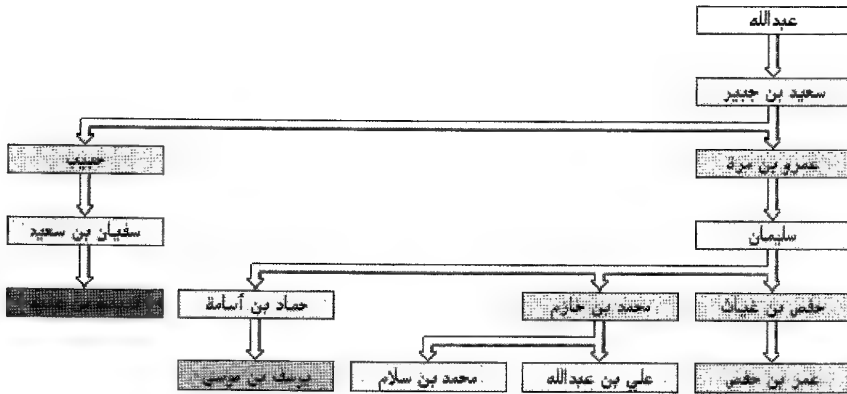 عبدالله
سعيد بن جبير
عمرو بن مرة
حبيب
سليمان
سفيان بن سعيد
حفص بن غياث
محمد بن خازم
حماد بن أسامة
عمر بن حفص
علي بن عبدالله
محمد بن سلام
يوسف بن موسى